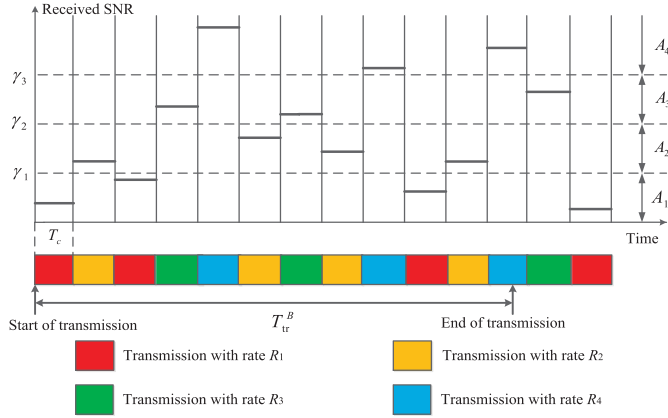 Received SNR
A₄
γ₃
A₃
γ₂
A₂
γ₁
A₁
T_c
Time
T_tr^B
Start of transmission
End of transmission
Transmission with rate R₁
Transmission with rate R₂
Transmission with rate R₃
Transmission with rate R₄